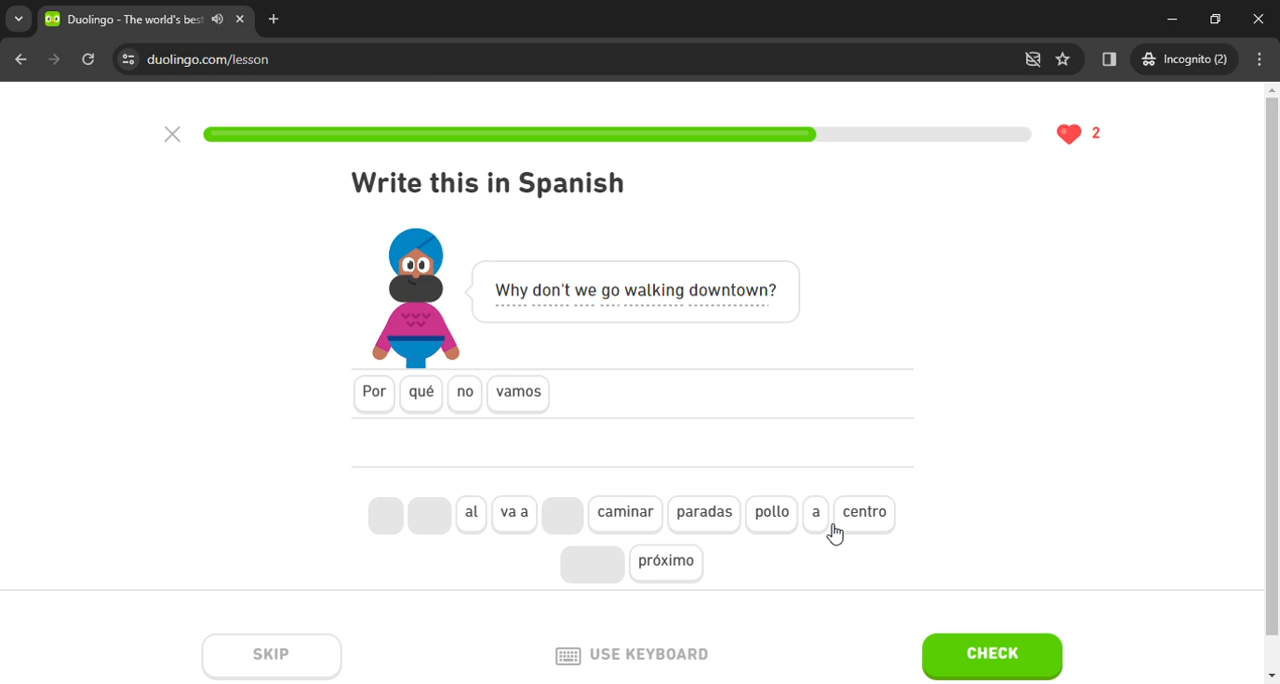 Duolingo - The world's best
duolingo.com/lesson
Incognito (2)
2
Write this in Spanish
Why don't we go walking downtown?
Por qué no vamos
al va a caminar paradas pollo a centro
próximo
SKIP USE KEYBOARD CHECK